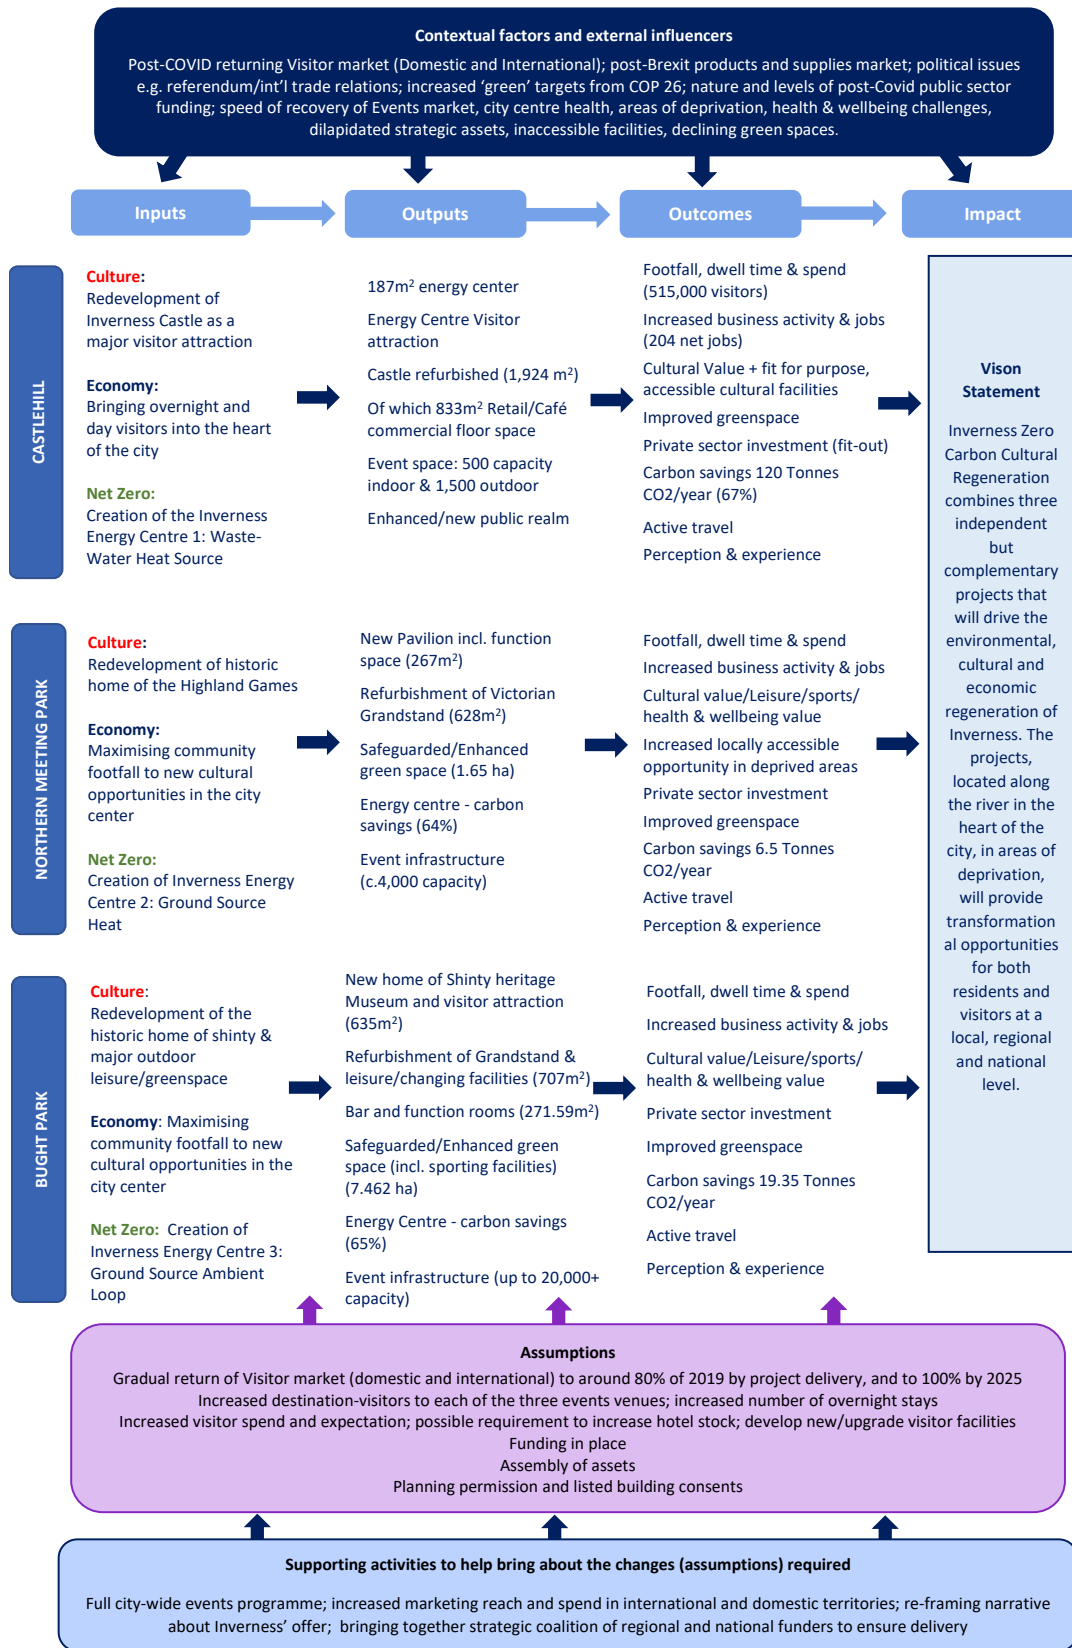 Contextual factors and external influencers
Post-COVID returning Visitor market (Domestic and International); post-Brexit products and supplies market; political issues
e.g. referendum/int'l trade relations; increased 'green' targets from COP 26; nature and levels of post-Covid public sector
funding; speed of recovery of Events market, city centre health, areas of deprivation, health & wellbeing challenges,
dilapidated strategic assets, inaccessible facilities, declining green spaces.
Inputs
Outputs
Outcomes
Impact
CASTLEHILL
Culture:
Redevelopment of
Inverness Castle as a
major visitor attraction
Economy:
Bringing overnight and
day visitors into the heart
of the city
Net Zero:
Creation of the Inverness
Energy Centre 1: Waste-
Water Heat Source
187m² energy center
Energy Centre Visitor
attraction
Castle refurbished (1,924 m²)
Of which 833m² Retail/Café
commercial floor space
Event space: 500 capacity
indoor & 1,500 outdoor
Enhanced/new public realm
Footfall, dwell time & spend
(515,000 visitors)
Increased business activity & jobs
(204 net jobs)
Cultural Value + fit for purpose,
accessible cultural facilities
Improved greenspace
Private sector investment (fit-out)
Carbon savings 120 Tonnes
CO2/year (67%)
Active travel
Perception & experience
NORTHERN MEETING PARK
Culture:
Redevelopment of historic
home of the Highland Games
Economy:
Maximising community
footfall to new cultural
opportunities in the city
center
Net Zero:
Creation of Inverness Energy
Centre 2: Ground Source
Heat
New Pavilion incl. function
space (267m²)
Refurbishment of Victorian
Grandstand (628m²)
Safeguarded/Enhanced
green space (1.65 ha)
Energy centre - carbon
savings (64%)
Event infrastructure
(c.4,000 capacity)
Footfall, dwell time & spend
Increased business activity & jobs
Cultural value/Leisure/sports/
health & wellbeing value
Increased locally accessible
opportunity in deprived areas
Private sector investment
Improved greenspace
Carbon savings 6.5 Tonnes
CO2/year
Active travel
Perception & experience
BUGHT PARK
Culture:
Redevelopment of the
historic home of shinty &
major outdoor
leisure/greenspace
Economy: Maximising
community footfall to new
cultural opportunities in the
city center
Net Zero: Creation of
Inverness Energy Centre 3:
Ground Source Ambient
Loop
New home of Shinty heritage
Museum and visitor attraction
(635m²)
Refurbishment of Grandstand &
leisure/changing facilities (707m²)
Bar and function rooms (271.59m²)
Safeguarded/Enhanced green
space (incl. sporting facilities)
(7.462 ha)
Energy Centre - carbon savings
(65%)
Event infrastructure (up to 20,000+
capacity)
Footfall, dwell time & spend
Increased business activity & jobs
Cultural value/Leisure/sports/
health & wellbeing value
Private sector investment
Improved greenspace
Carbon savings 19.35 Tonnes
CO2/year
Active travel
Perception & experience
Vison
Statement
Inverness Zero
Carbon Cultural
Regeneration
combines three
independent
but
complementary
projects that
will drive the
environmental,
cultural and
economic
regeneration of
Inverness. The
projects,
located along
the river in the
heart of the
city, in areas of
deprivation,
will provide
transformation
al opportunities
for both
residents and
visitors at a
local, regional
and national
level.
Assumptions
Gradual return of Visitor market (domestic and international) to around 80% of 2019 by project delivery, and to 100% by 2025
Increased destination-visitors to each of the three events venues; increased number of overnight stays
Increased visitor spend and expectation; possible requirement to increase hotel stock; develop new/upgrade visitor facilities
Funding in place
Assembly of assets
Planning permission and listed building consents
Supporting activities to help bring about the changes (assumptions) required
Full city-wide events programme; increased marketing reach and spend in international and domestic territories; re-framing narrative
about Inverness' offer; bringing together strategic coalition of regional and national funders to ensure delivery